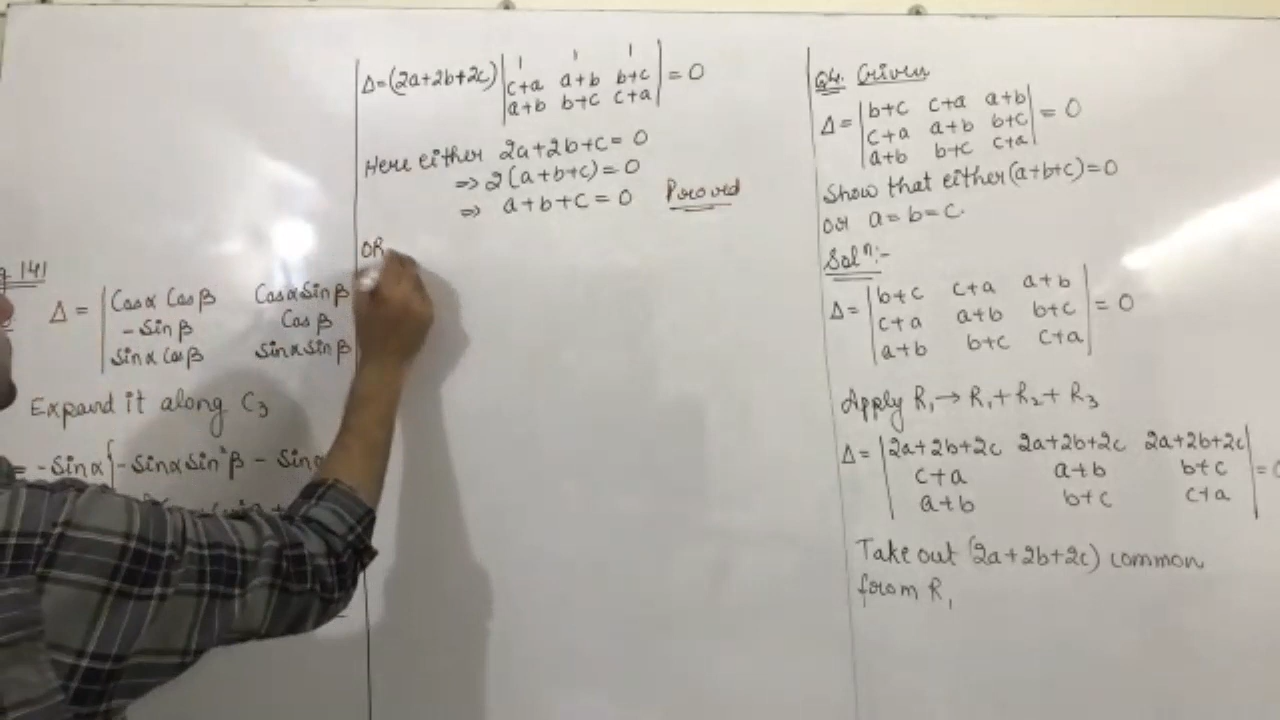 g 141
Δ = | Cosα Cosβ Cosα Sinβ
-Sinβ Cosβ
Sinα Cosβ Sinα Sinβ
Expand it along C₃
= -Sinα{-Sinα Sin²β -
Δ=(2a+2b+2c)| 1 1 1
c+a a+b b+c | = 0
a+b b+c c+a |
Here either 2a+2b+c= 0
⇒ 2(a+b+c)= 0
⇒ a+b+c = 0 Proved
OR
Q4. Given
Δ= | b+c c+a a+b
c+a a+b b+c | = 0
a+b b+c c+a |
Show that either (a+b+c)=0
or a=b=c.
Solⁿ:-
Δ= | b+c c+a a+b
c+a a+b b+c | = 0
a+b b+c c+a |
Apply R₁→ R₁+R₂+R₃
Δ= | 2a+2b+2c 2a+2b+2c 2a+2b+2c
c+a a+b b+c | =
a+b b+c c+a |
Take out (2a+2b+2c) common
from R₁